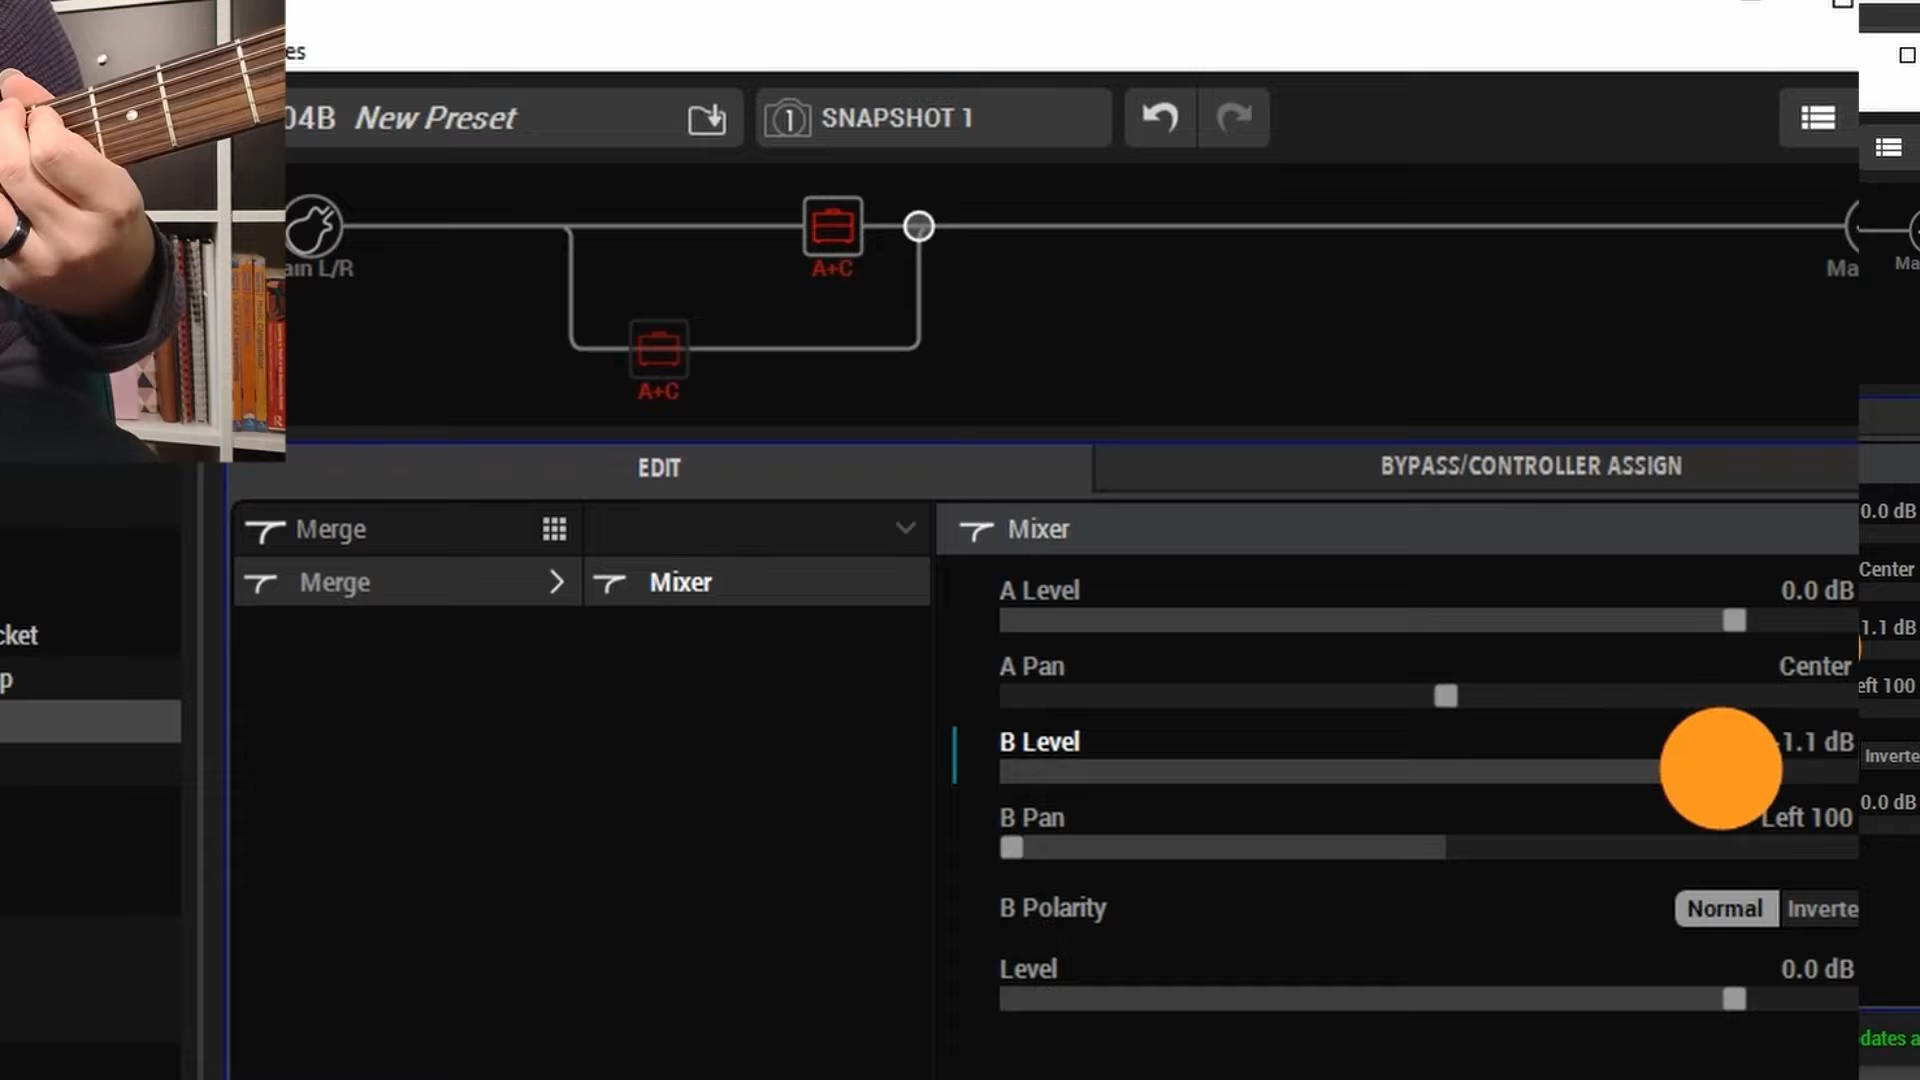 es
04B New Preset
1 SNAPSHOT 1
ain L/R
A+C
Ma
Ma
A+C
EDIT
BYPASS/CONTROLLER ASSIGN
Merge
Mixer
Merge
Mixer
cket
p
A Level 0.0 dB
A Pan Center
B Level -1.1 dB
B Pan Left 100
B Polarity Normal Inverte
Level 0.0 dB
0.0 dB
Center
1.1 dB
eft 100
Inverte
0.0 dB
dates a